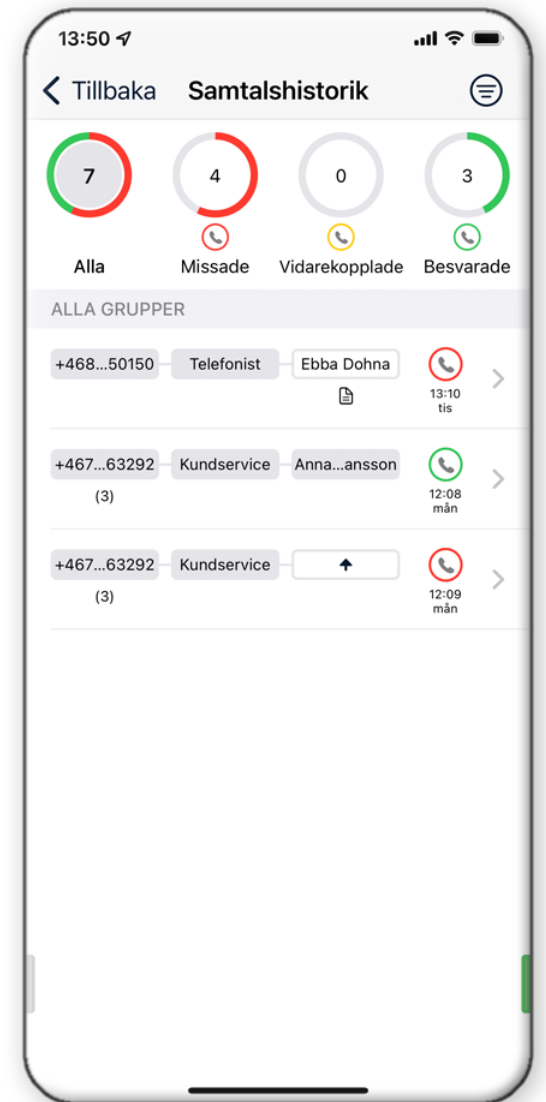 13:50
Tillbaka Samtalshistorik
7 4 0 3
Alla Missade Vidarekopplade Besvarade
ALLA GRUPPER
+468...50150 Telefonist Ebba Dohna
13:10
tis
+467...63292 Kundservice Anna...ansson
(3) 12:08
mån
+467...63292 Kundservice
(3) 12:09
mån